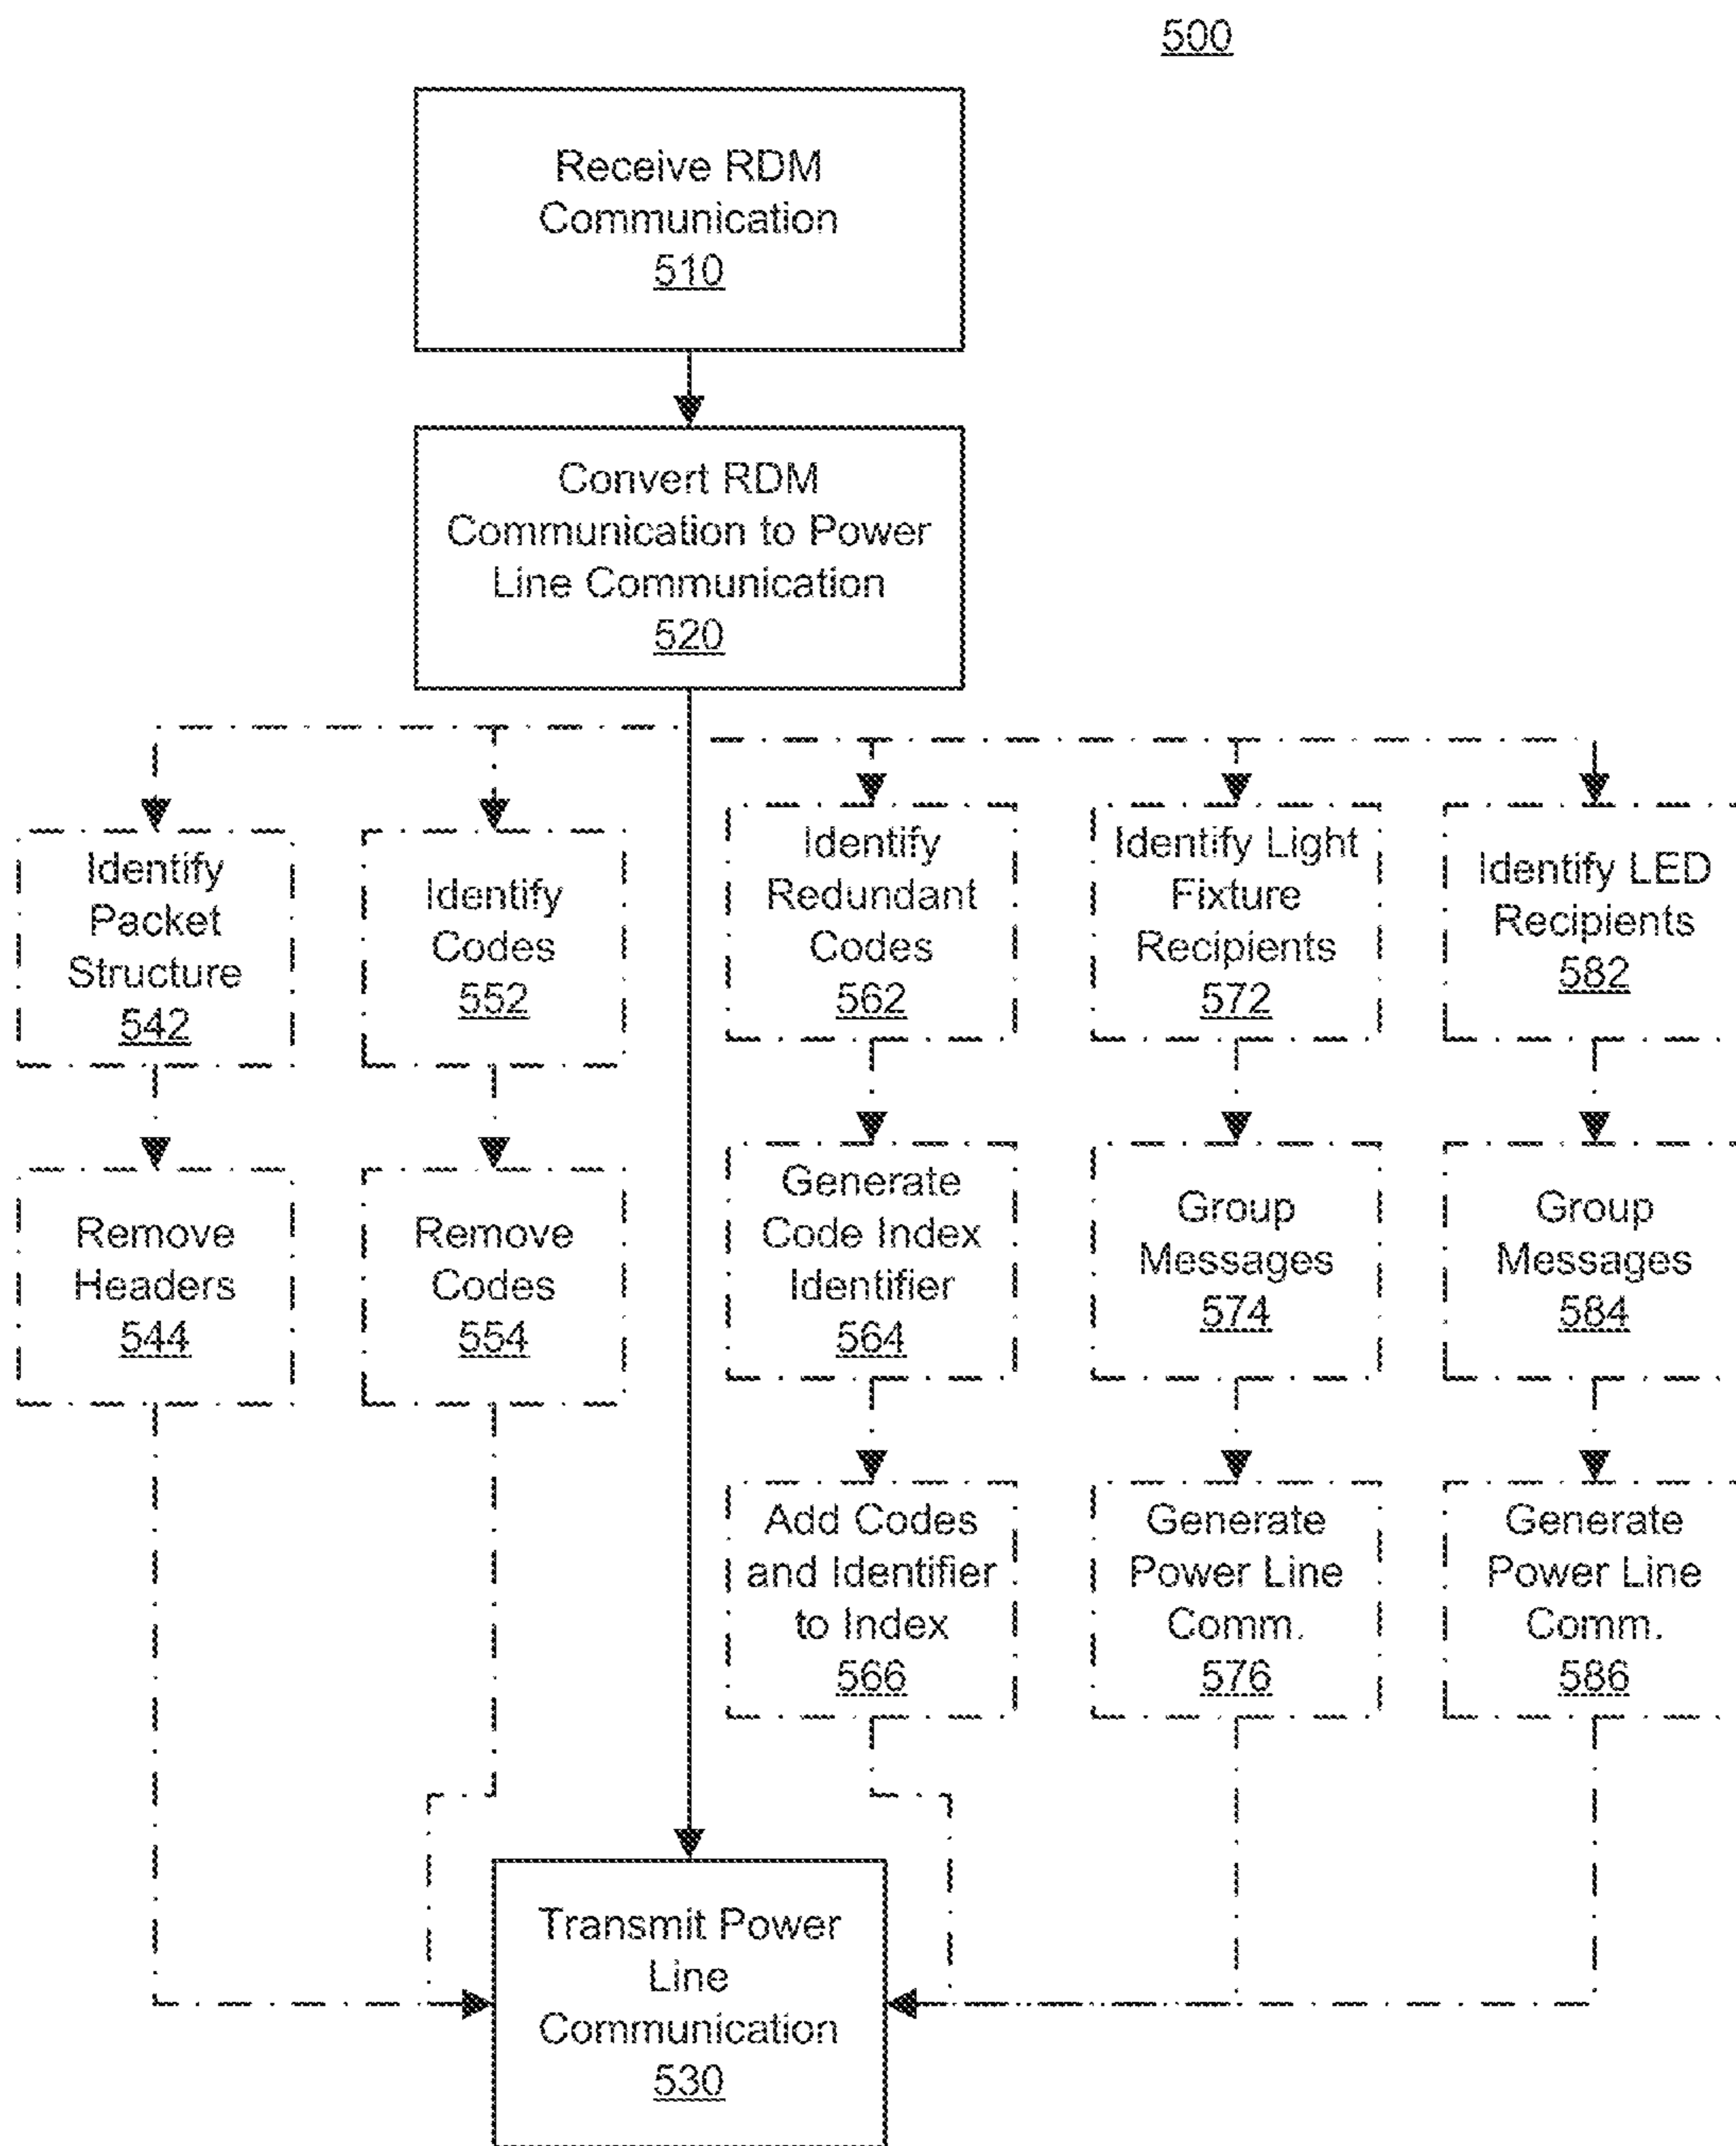 500
Receive RDM
Communication
510
Convert RDM
Communication to Power
Line Communication
520
Identify
Packet
Structure
542
Identify
Codes
552
Identify
Redundant
Codes
562
Identify Light
Fixture
Recipients
572
Identify LED
Recipients
582
Remove
Headers
544
Remove
Codes
554
Generate
Code Index
Identifier
564
Group
Messages
574
Group
Messages
584
Add Codes
and Identifier
to Index
566
Generate
Power Line
Comm.
576
Generate
Power Line
Comm.
586
Transmit Power
Line
Communication
530